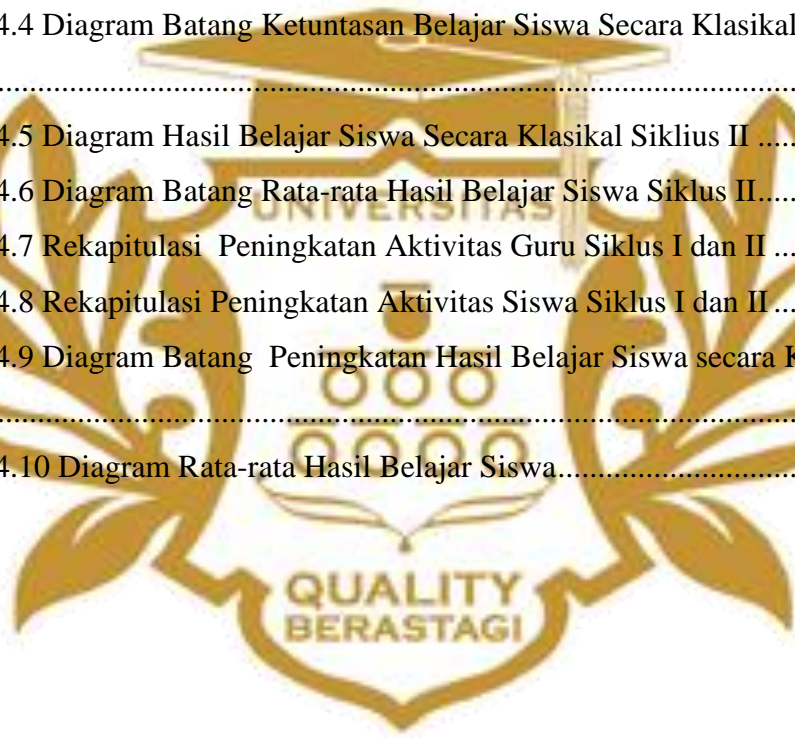 4.4 Diagram Batang Ketuntasan Belajar Siswa Secara Klasikal
....................................................................................................
4.5 Diagram Hasil Belajar Siswa Secara Klasikal Siklius II .....
4.6 Diagram Batang Rata-rata Hasil Belajar Siswa Siklus II.....
UNIVERSITAS
4.7 Rekapitulasi  Peningkatan Aktivitas Guru Siklus I dan II ...
4.8 Rekapitulasi Peningkatan Aktivitas Siswa Siklus I dan II ...
4.9 Diagram Batang  Peningkatan Hasil Belajar Siswa secara K
....................................................................................................
4.10 Diagram Rata-rata Hasil Belajar Siswa..............................
QUALITY
BERASTAGI